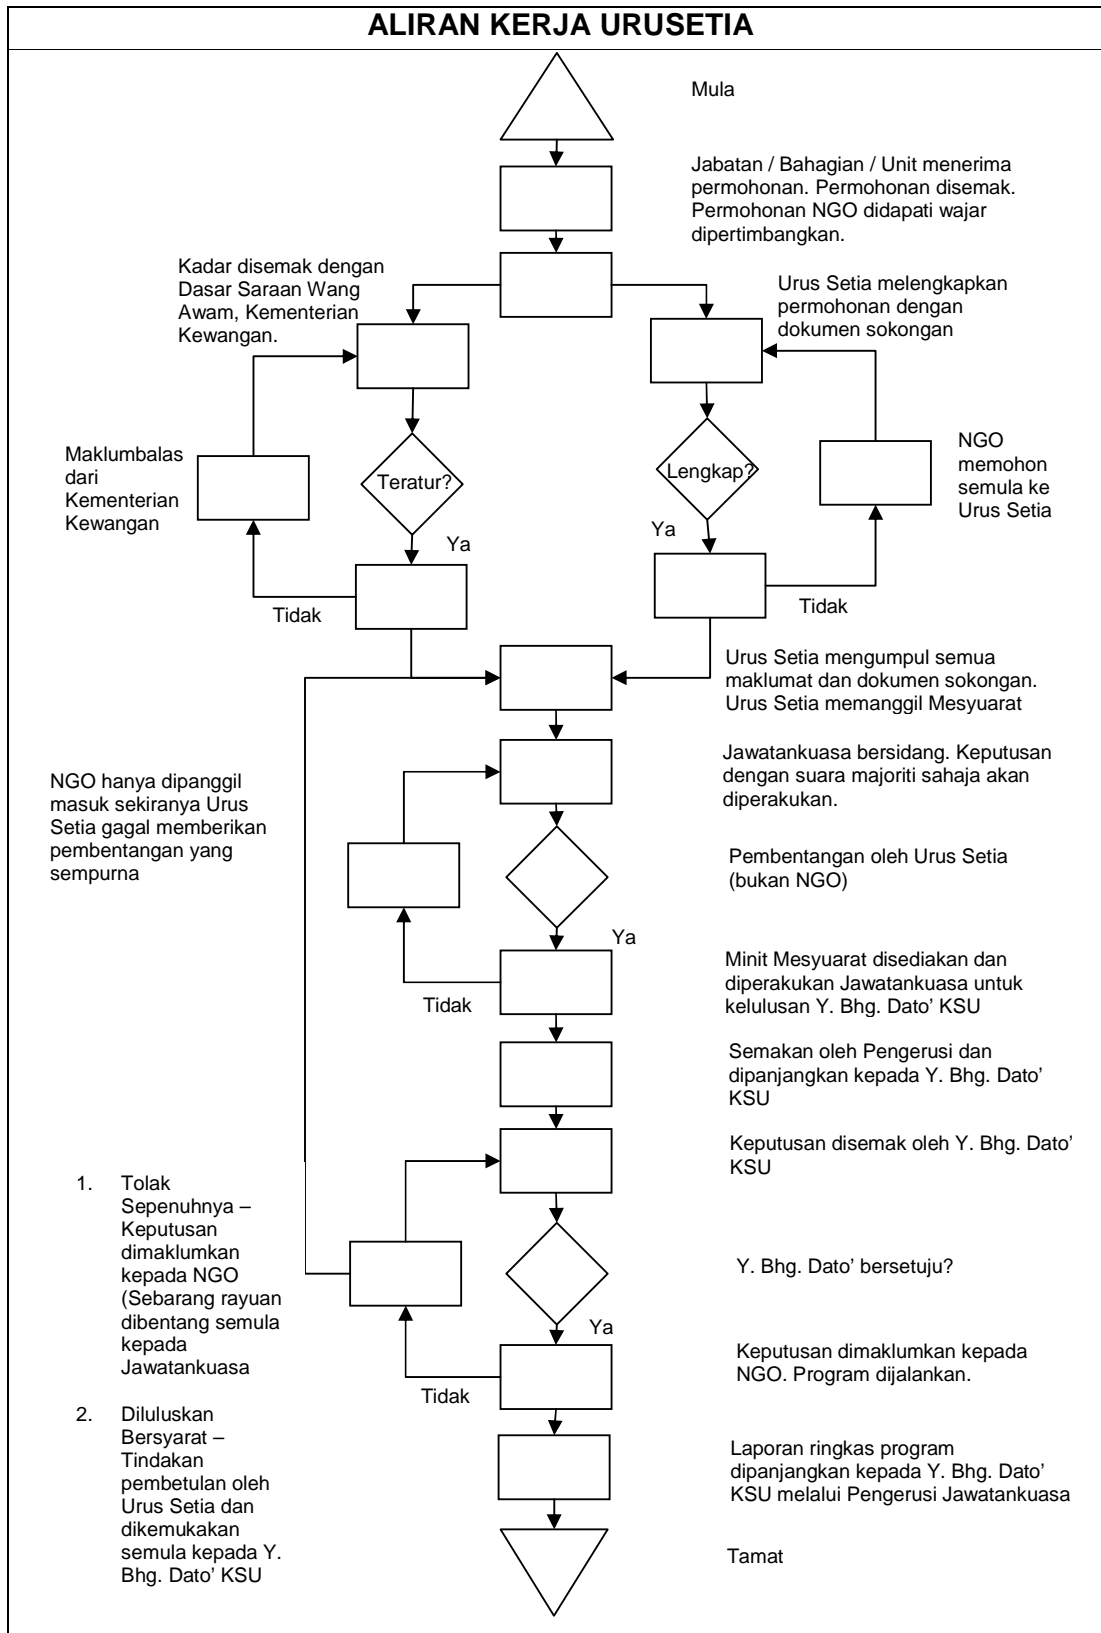 ALIRAN KERJA URUSETIA
Mula
Jabatan / Bahagian / Unit menerima
permohonan. Permohonan disemak.
Permohonan NGO didapati wajar
dipertimbangkan.
Kadar disemak dengan
Dasar Saraan Wang
Awam, Kementerian
Kewangan.
Urus Setia melengkapkan
permohonan dengan
dokumen sokongan
Maklumbalas
dari
Kementerian
Kewangan
Teratur?
Lengkap?
NGO
memohon
semula ke
Urus Setia
Ya
Ya
Tidak
Tidak
Urus Setia mengumpul semua
maklumat dan dokumen sokongan.
Urus Setia memanggil Mesyuarat
Jawatankuasa bersidang. Keputusan
dengan suara majoriti sahaja akan
diperakukan.
NGO hanya dipanggil
masuk sekiranya Urus
Setia gagal memberikan
pembentangan yang
sempurna
Pembentangan oleh Urus Setia
(bukan NGO)
Ya
Tidak
Minit Mesyuarat disediakan dan
diperakukan Jawatankuasa untuk
kelulusan Y. Bhg. Dato’ KSU
Semakan oleh Pengerusi dan
dipanjangkan kepada Y. Bhg. Dato’
KSU
Keputusan disemak oleh Y. Bhg. Dato’
KSU
1. Tolak
Sepenuhnya –
Keputusan
dimaklumkan
kepada NGO
(Sebarang rayuan
dibentang semula
kepada
Jawatankuasa
Y. Bhg. Dato’ bersetuju?
Ya
Tidak
Keputusan dimaklumkan kepada
NGO. Program dijalankan.
2. Diluluskan
Bersyarat –
Tindakan
pembetulan oleh
Urus Setia dan
dikemukakan
semula kepada Y.
Bhg. Dato’ KSU
Laporan ringkas program
dipanjangkan kepada Y. Bhg. Dato’
KSU melalui Pengerusi Jawatankuasa
Tamat